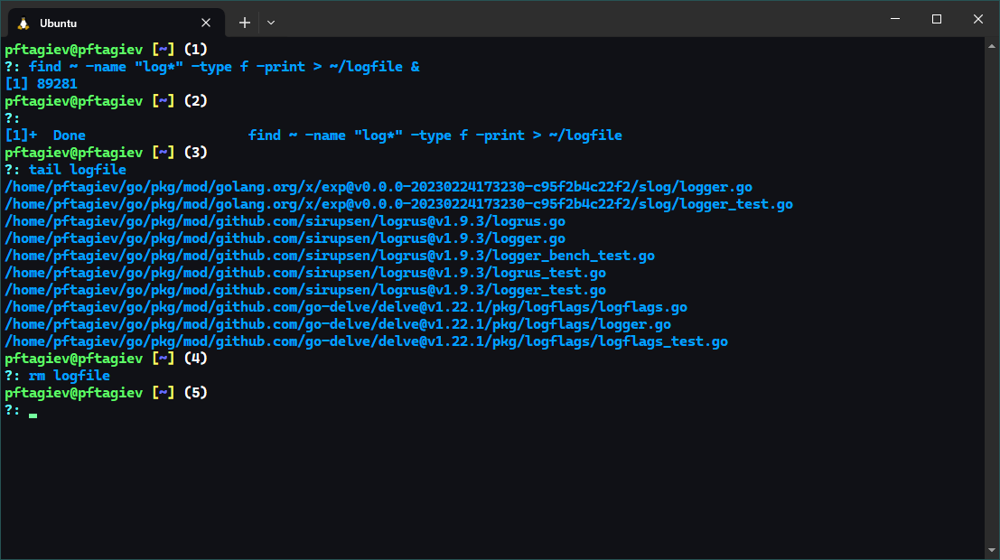 Ubuntu
pftagiev@pftagiev [~] (1)
?: find ~ -name "log*" -type f -print > ~/logfile &
[1] 89281
pftagiev@pftagiev [~] (2)
?:
[1]+  Done                    find ~ -name "log*" -type f -print > ~/logfile
pftagiev@pftagiev [~] (3)
?: tail logfile
/home/pftagiev/go/pkg/mod/golang.org/x/exp@v0.0.0-20230224173230-c95f2b4c22f2/slog/logger.go
/home/pftagiev/go/pkg/mod/golang.org/x/exp@v0.0.0-20230224173230-c95f2b4c22f2/slog/logger_test.go
/home/pftagiev/go/pkg/mod/github.com/sirupsen/logrus@v1.9.3/logrus.go
/home/pftagiev/go/pkg/mod/github.com/sirupsen/logrus@v1.9.3/logger.go
/home/pftagiev/go/pkg/mod/github.com/sirupsen/logrus@v1.9.3/logger_bench_test.go
/home/pftagiev/go/pkg/mod/github.com/sirupsen/logrus@v1.9.3/logrus_test.go
/home/pftagiev/go/pkg/mod/github.com/sirupsen/logrus@v1.9.3/logger_test.go
/home/pftagiev/go/pkg/mod/github.com/go-delve/delve@v1.22.1/pkg/logflags/logflags.go
/home/pftagiev/go/pkg/mod/github.com/go-delve/delve@v1.22.1/pkg/logflags/logger.go
/home/pftagiev/go/pkg/mod/github.com/go-delve/delve@v1.22.1/pkg/logflags/logflags_test.go
pftagiev@pftagiev [~] (4)
?: rm logfile
pftagiev@pftagiev [~] (5)
?: